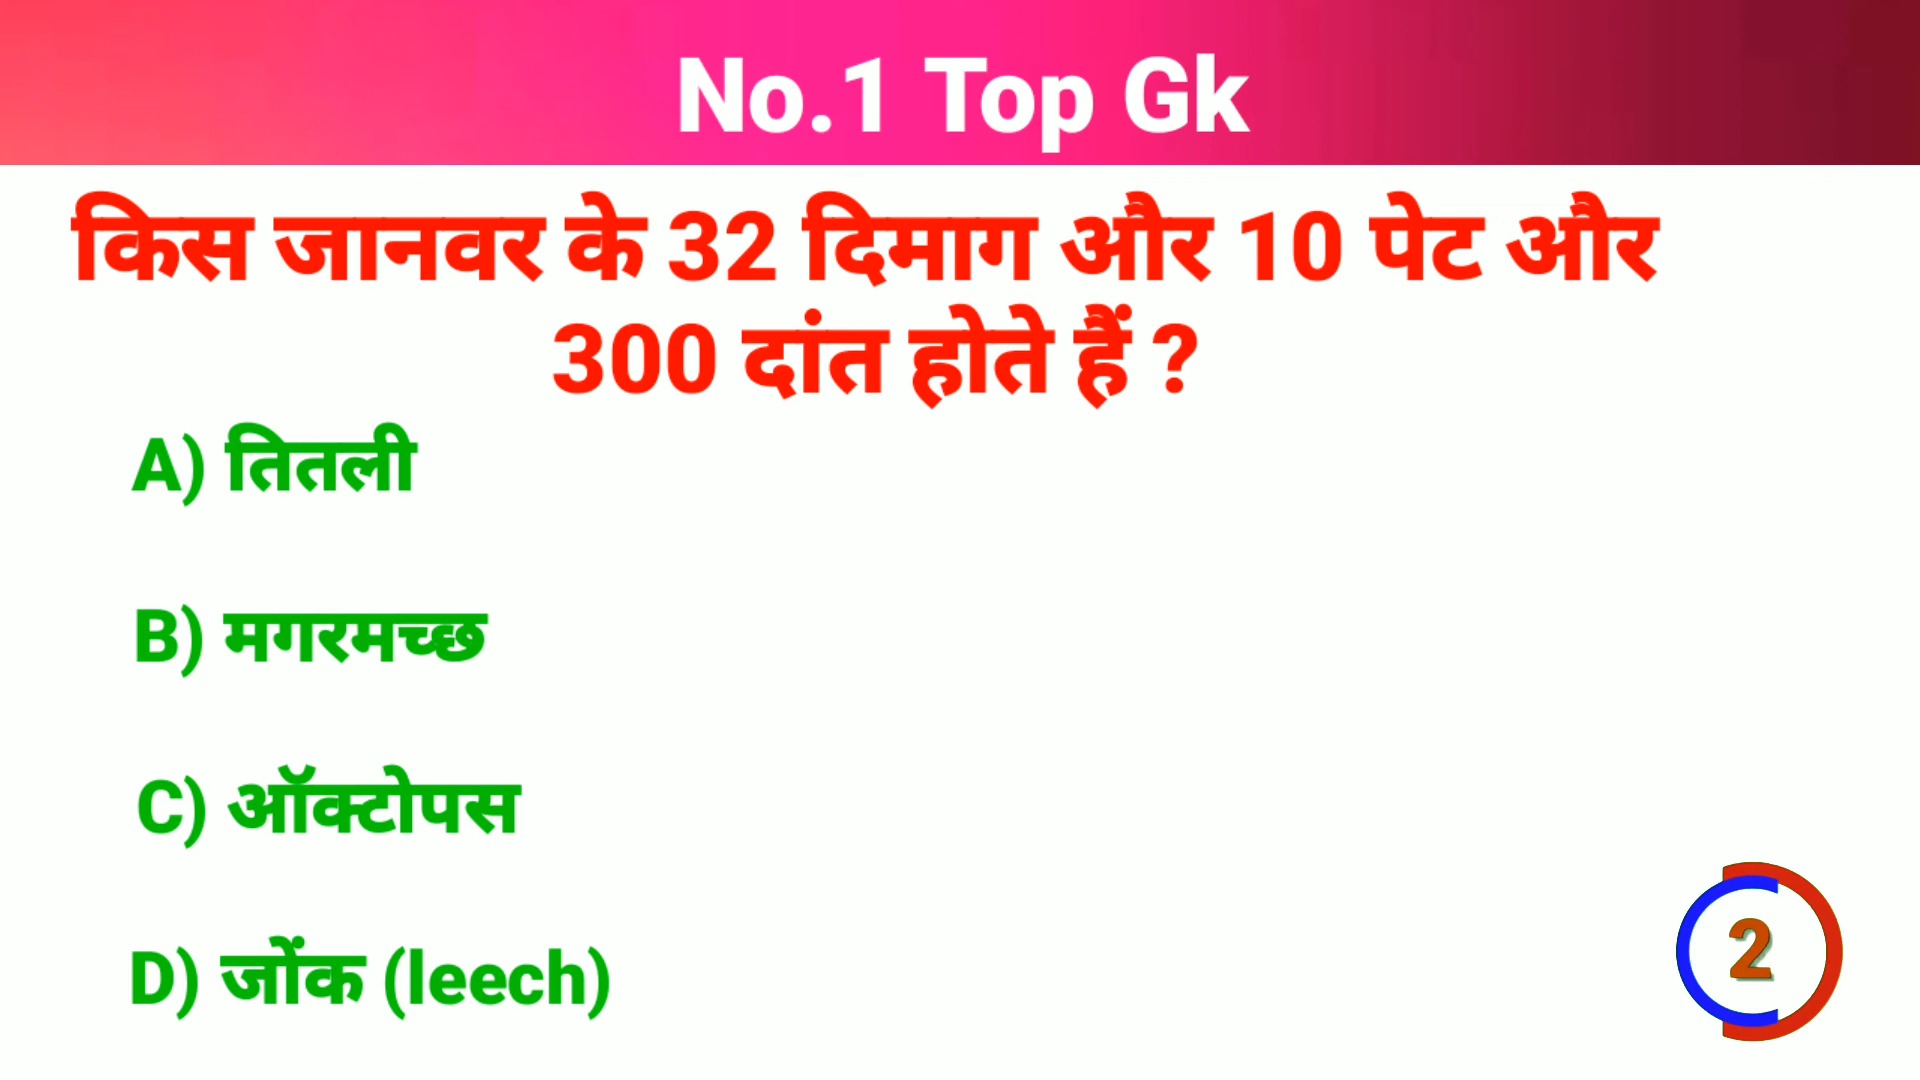 No.1 Top Gk
किस जानवर के 32 दिमाग और 10 पेट और
300 दांत होते हैं ?
A) तितली
B) मगरमच्छ
C) ऑक्टोपस
D) जोंक (leech)
2